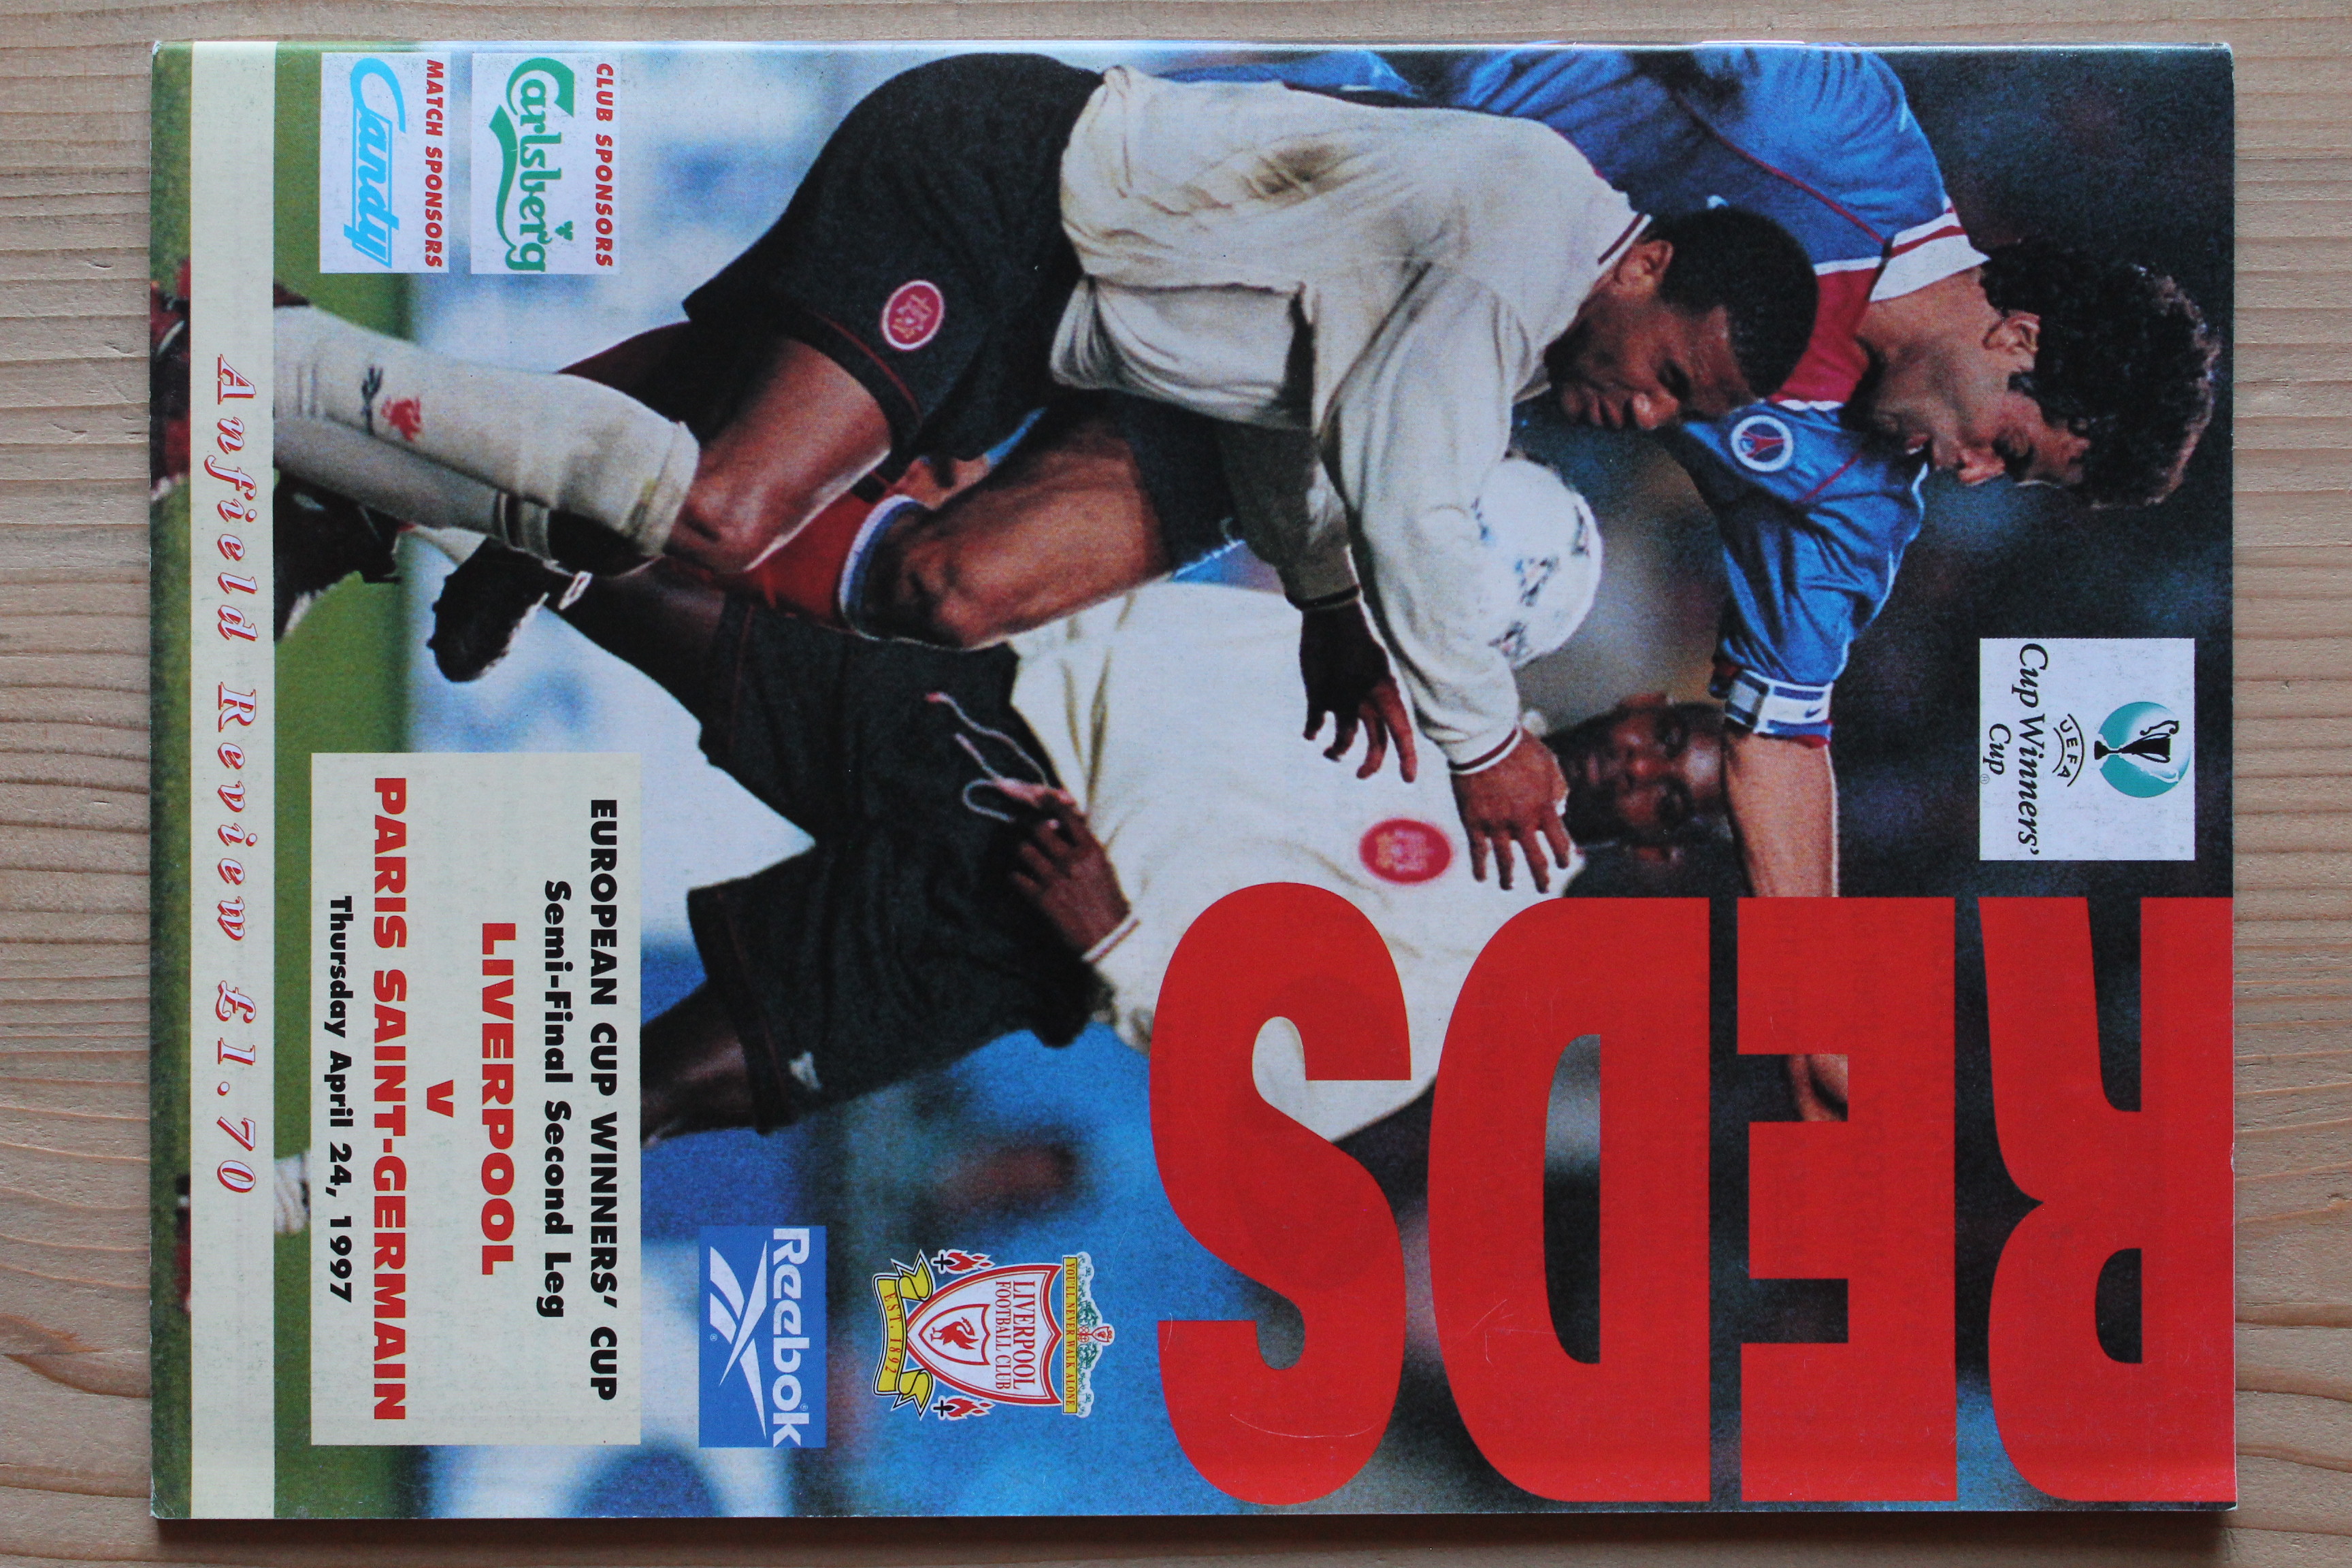 REDS
UEFA
Cup Winners'
Cup
YOU'LL NEVER WALK ALONE
LIVERPOOL
FOOTBALL CLUB
EST. 1892
Reebok
CLUB SPONSORS
Carlsberg
MATCH SPONSORS
Candy
EUROPEAN CUP WINNERS' CUP
Semi-Final Second Leg
LIVERPOOL
V
PARIS SAINT-GERMAIN
Thursday April 24, 1997
Anfield Review £1.70